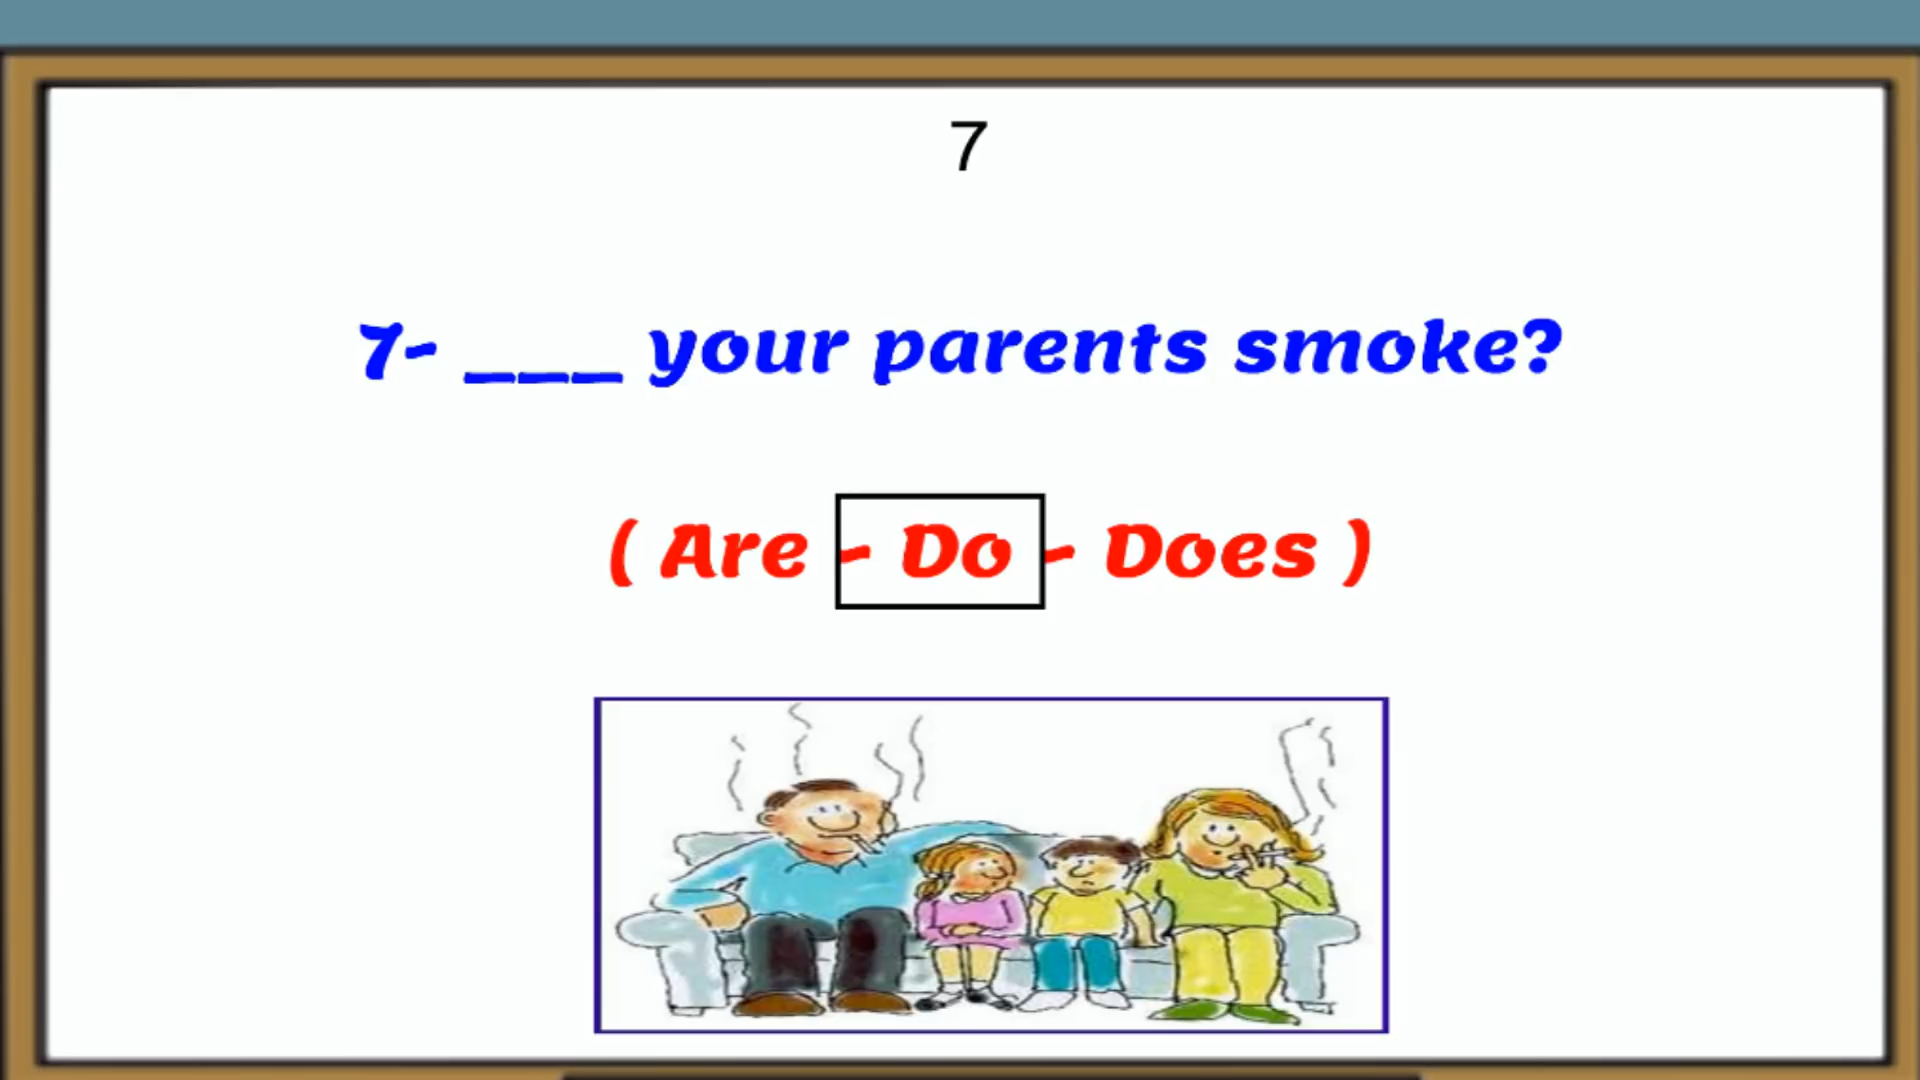 7
7- ___ your parents smoke?
( Are - Do - Does )